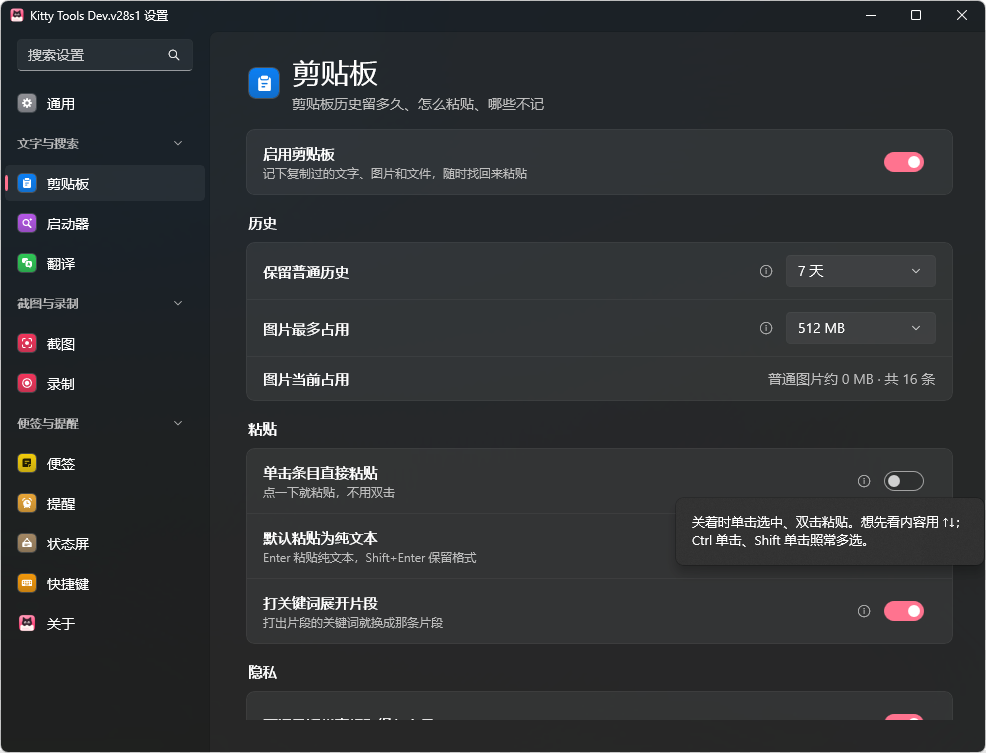 Kitty Tools Dev.v28s1 设置
搜索设置
通用
文字与搜索
剪贴板
启动器
翻译
截图与录制
截图
录制
便签与提醒
便签
提醒
状态屏
快捷键
关于
剪贴板
剪贴板历史留多久、怎么粘贴、哪些不记
启用剪贴板
记下复制过的文字、图片和文件，随时找回来粘贴
历史
保留普通历史
7 天
图片最多占用
512 MB
图片当前占用
普通图片约 0 MB · 共 16 条
粘贴
单击条目直接粘贴
点一下就粘贴，不用双击
关着时单击选中、双击粘贴。想先看内容用 ↑↓；
Ctrl 单击、Shift 单击照常多选。
默认粘贴为纯文本
Enter 粘贴纯文本，Shift+Enter 保留格式
打关键词展开片段
打出片段的关键词就换成那条片段
隐私